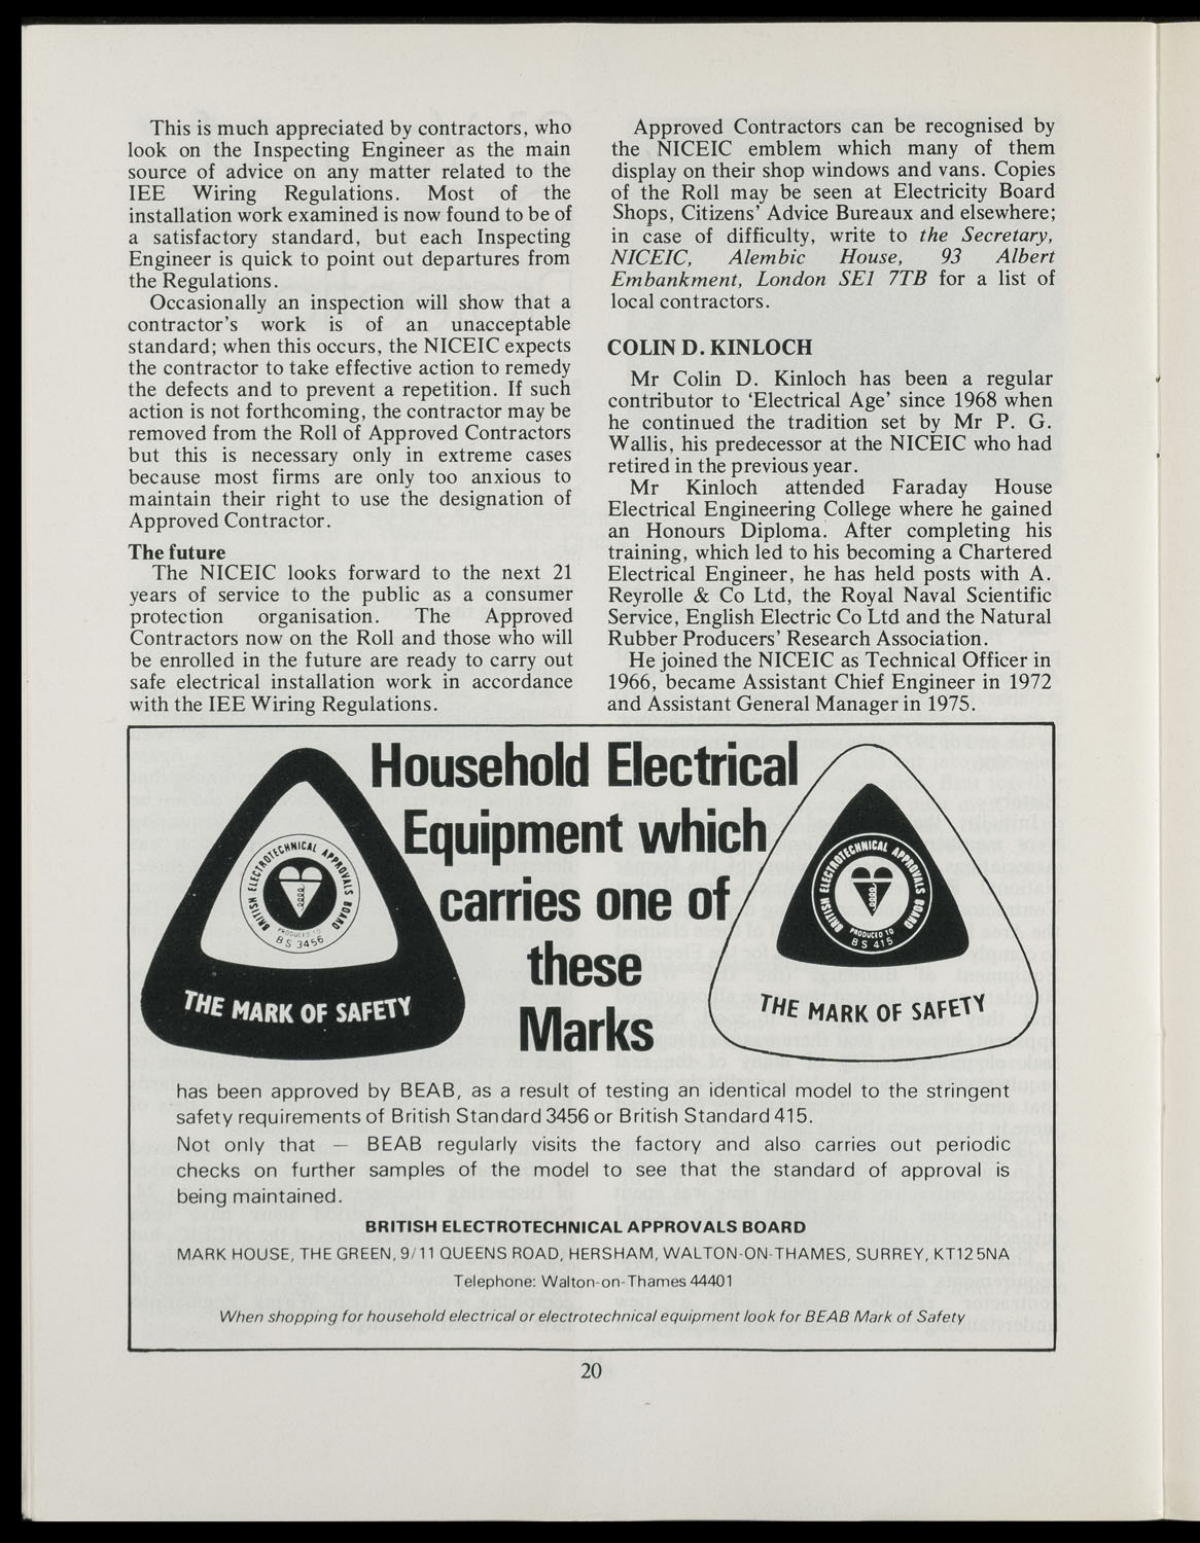 This is much appreciated by contractors, who
look on the Inspecting Engineer as the main
source of advice on any matter related to the
IEE Wiring Regulations. Most of the
installation work examined is now found to be of
a satisfactory standard, but each Inspecting
Engineer is quick to point out departures from
the Regulations.
Occasionally an inspection will show that a
contractor's work is of an unacceptable
standard; when this occurs, the NICEIC expects
the contractor to take effective action to remedy
the defects and to prevent a repetition. If such
action is not forthcoming, the contractor may be
removed from the Roll of Approved Contractors
but this is necessary only in extreme cases
because most firms are only too anxious to
maintain their right to use the designation of
Approved Contractor.
The future
The NICEIC looks forward to the next 21
years of service to the public as a consumer
protection organisation. The Approved
Contractors now on the Roll and those who will
be enrolled in the future are ready to carry out
safe electrical installation work in accordance
with the IEE Wiring Regulations.
Approved Contractors can be recognised by
the NICEIC emblem which many of them
display on their shop windows and vans. Copies
of the Roll may be seen at Electricity Board
Shops, Citizens' Advice Bureaux and elsewhere;
in case of difficulty, write to the Secretary,
NICEIC, Alembic House, 93 Albert
Embankment, London SE1 7TB for a list of
local contractors.
COLIN D. KINLOCH
Mr Colin D. Kinloch has been a regular
contributor to 'Electrical Age' since 1968 when
he continued the tradition set by Mr P. G.
Wallis, his predecessor at the NICEIC who had
retired in the previous year.
Mr Kinloch attended Faraday House
Electrical Engineering College where he gained
an Honours Diploma. After completing his
training, which led to his becoming a Chartered
Electrical Engineer, he has held posts with A.
Reyrolle & Co Ltd, the Royal Naval Scientific
Service, English Electric Co Ltd and the Natural
Rubber Producers' Research Association.
He joined the NICEIC as Technical Officer in
1966, became Assistant Chief Engineer in 1972
and Assistant General Manager in 1975.
Household Electrical
Equipment which
carries one of
these
Marks
BRITISH ELECTROTECHNICAL APPROVALS BOARD
PRODUCED TO
BS 3456
THE MARK OF SAFETY
BRITISH ELECTROTECHNICAL APPROVALS BOARD
PRODUCED TO
BS 415
THE MARK OF SAFETY
has been approved by BEAB, as a result of testing an identical model to the stringent
safety requirements of British Standard 3456 or British Standard 415.
Not only that — BEAB regularly visits the factory and also carries out periodic
checks on further samples of the model to see that the standard of approval is
being maintained.
BRITISH ELECTROTECHNICAL APPROVALS BOARD
MARK HOUSE, THE GREEN, 9/11 QUEENS ROAD, HERSHAM, WALTON-ON-THAMES, SURREY, KT12 5NA
Telephone: Walton-on-Thames 44401
When shopping for household electrical or electrotechnical equipment look for BEAB Mark of Safety
20